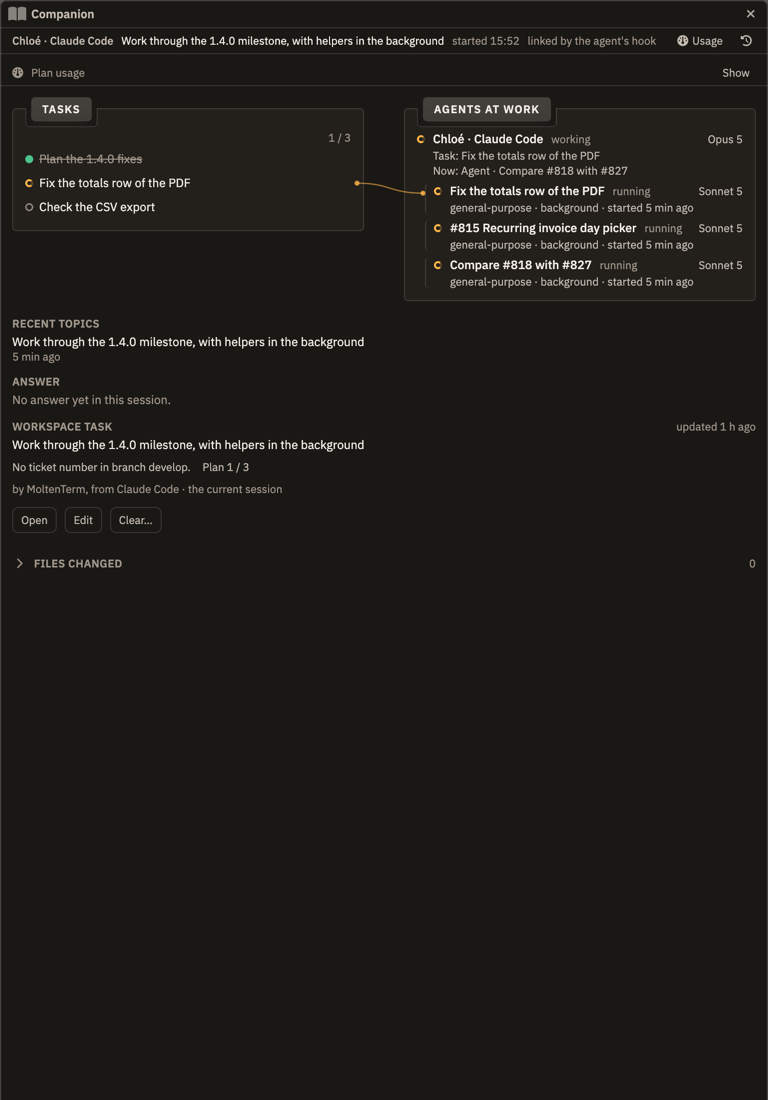 Companion
Chloé · Claude Code Work through the 1.4.0 milestone, with helpers in the background started 15:52 linked by the agent's hook Usage
Plan usage Show
TASKS
1 / 3
Plan the 1.4.0 fixes
Fix the totals row of the PDF
Check the CSV export
AGENTS AT WORK
Chloé · Claude Code working Opus 5
Task: Fix the totals row of the PDF
Now: Agent · Compare #818 with #827
Fix the totals row of the PDF running Sonnet 5
general-purpose · background · started 5 min ago
#815 Recurring invoice day picker running Sonnet 5
general-purpose · background · started 5 min ago
Compare #818 with #827 running Sonnet 5
general-purpose · background · started 5 min ago
RECENT TOPICS
Work through the 1.4.0 milestone, with helpers in the background
5 min ago
ANSWER
No answer yet in this session.
WORKSPACE TASK updated 1 h ago
Work through the 1.4.0 milestone, with helpers in the background
No ticket number in branch develop. Plan 1 / 3
by MoltenTerm, from Claude Code · the current session
Open Edit Clear...
FILES CHANGED 0